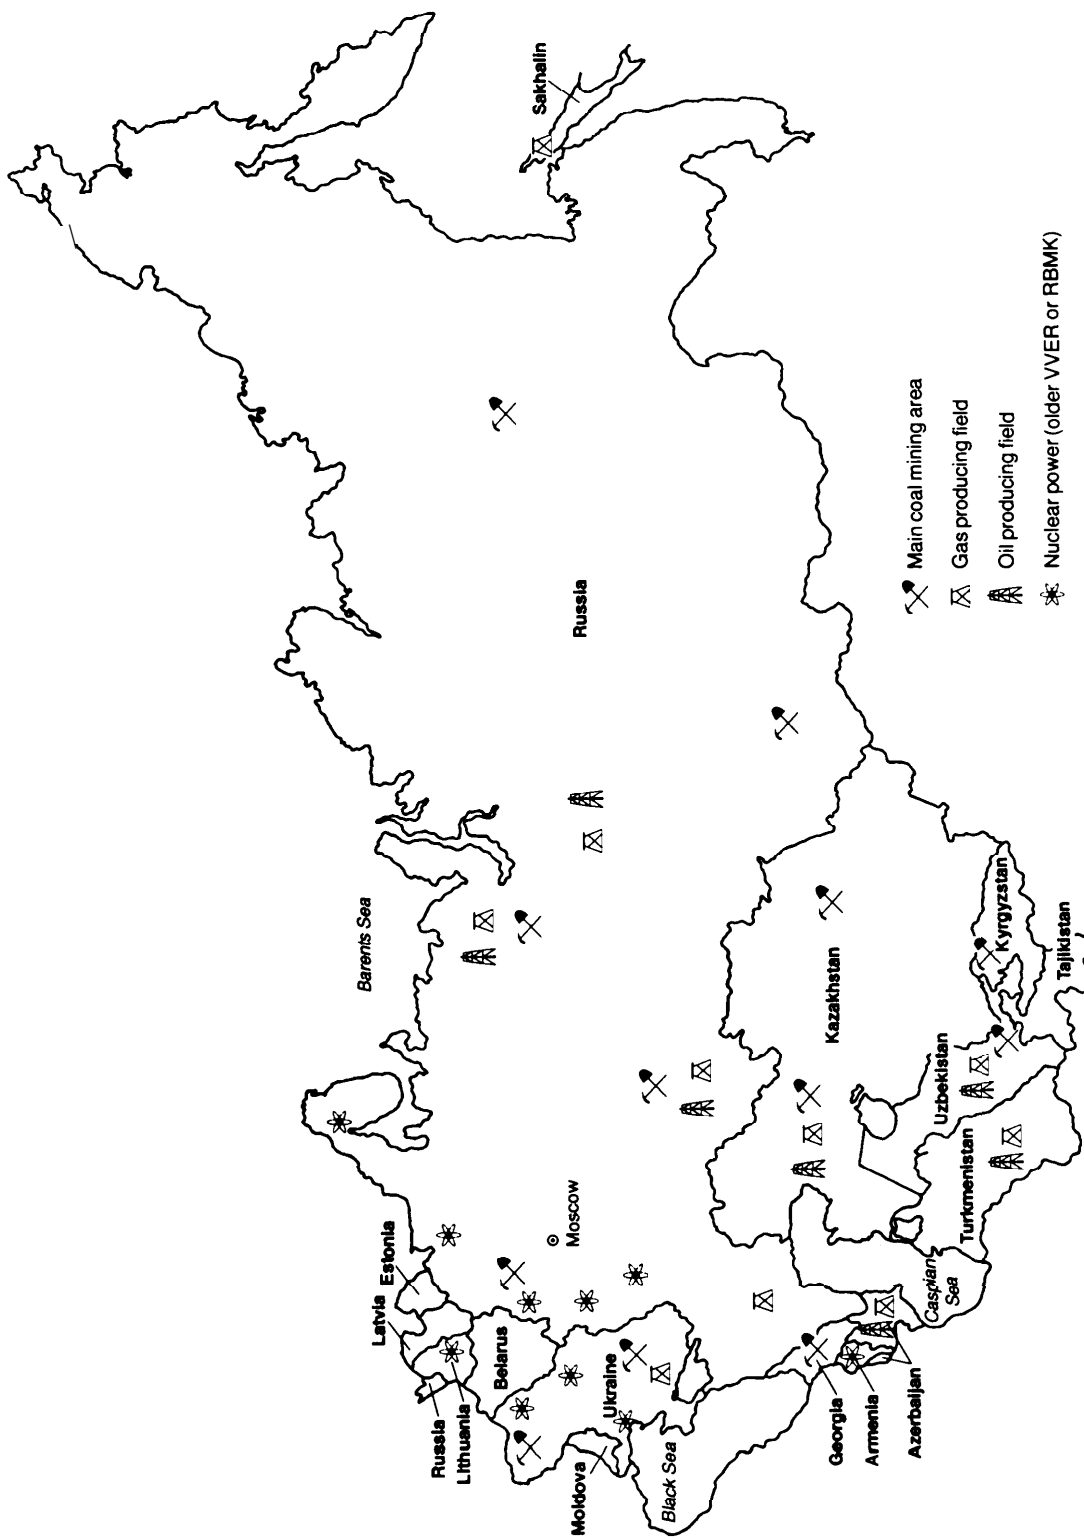 Sakhalin
Russia
Barents Sea
Moscow
Estonia
Latvia
Lithuania
Russia
Belarus
Ukraine
Moldova
Black Sea
Georgia
Armenia
Azerbaijan
Caspian
Sea
Turkmenistan
Uzbekistan
Kazakhstan
Kyrgyzstan
Tajikistan
Main coal mining area
Gas producing field
Oil producing field
Nuclear power (older VVER or RBMK)